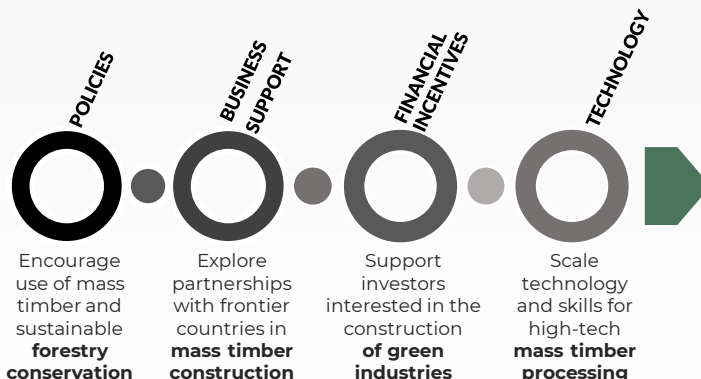 POLICIES
BUSINESS
SUPPORT
FINANCIAL
INCENTIVES
TECHNOLOGY
Encourage
use of mass
timber and
sustainable
forestry
conservation
Explore
partnerships
with frontier
countries in
mass timber
construction
Support
investors
interested in the
construction
of green
industries
Scale
technology
and skills for
high-tech
mass timber
processing